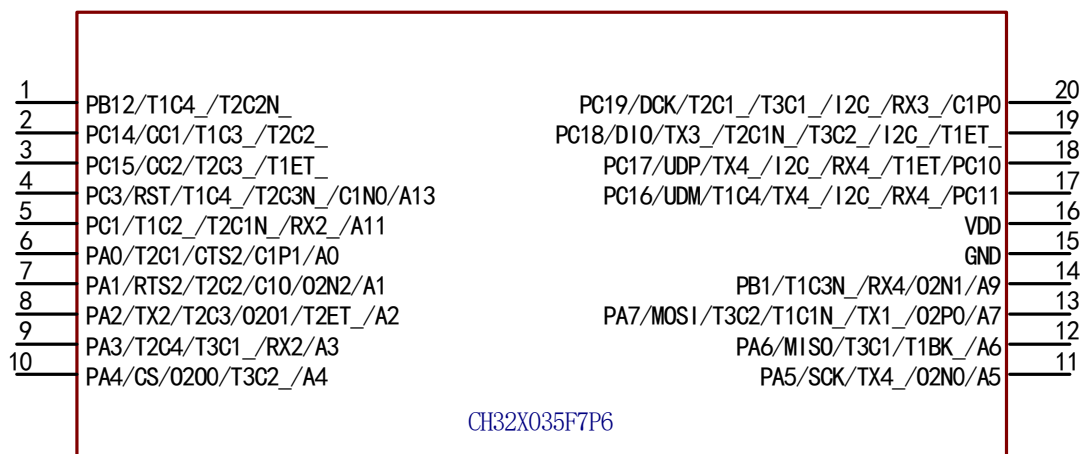 1 PB12/T1C4_/T2C2N_ PC19/DCK/T2C1_/T3C1_/I2C_/RX3_/C1P0 20
2 PC14/CC1/T1C3_/T2C2_ PC18/DIO/TX3_/T2C1N_/T3C2_/I2C_/T1ET_ 19
3 PC15/CC2/T2C3_/T1ET_ PC17/UDP/TX4_/I2C_/RX4_/T1ET/PC10 18
4 PC3/RST/T1C4_/T2C3N_/C1N0/A13 PC16/UDM/T1C4/TX4_/I2C_/RX4_/PC11 17
5 PC1/T1C2_/T2C1N_/RX2_/A11 VDD 16
6 PA0/T2C1/CTS2/C1P1/A0 GND 15
7 PA1/RTS2/T2C2/C1O/O2N2/A1 PB1/T1C3N_/RX4/O2N1/A9 14
8 PA2/TX2/T2C3/O2O1/T2ET_/A2 PA7/MOSI/T3C2/T1C1N_/TX1_/O2P0/A7 13
9 PA3/T2C4/T3C1_/RX2/A3 PA6/MISO/T3C1/T1BK_/A6 12
10 PA4/CS/O2O0/T3C2_/A4 PA5/SCK/TX4_/O2N0/A5 11
CH32X035F7P6